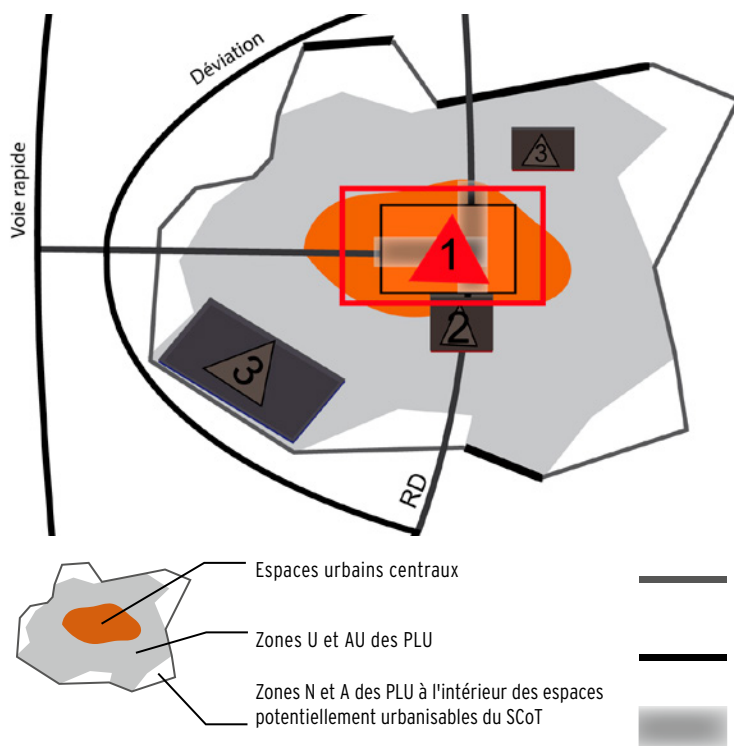 Déviation
Voie rapide
3
1
2
3
RD
Espaces urbains centraux
Zones U et AU des PLU
Zones N et A des PLU à l'intérieur des espaces
potentiellement urbanisables du SCoT